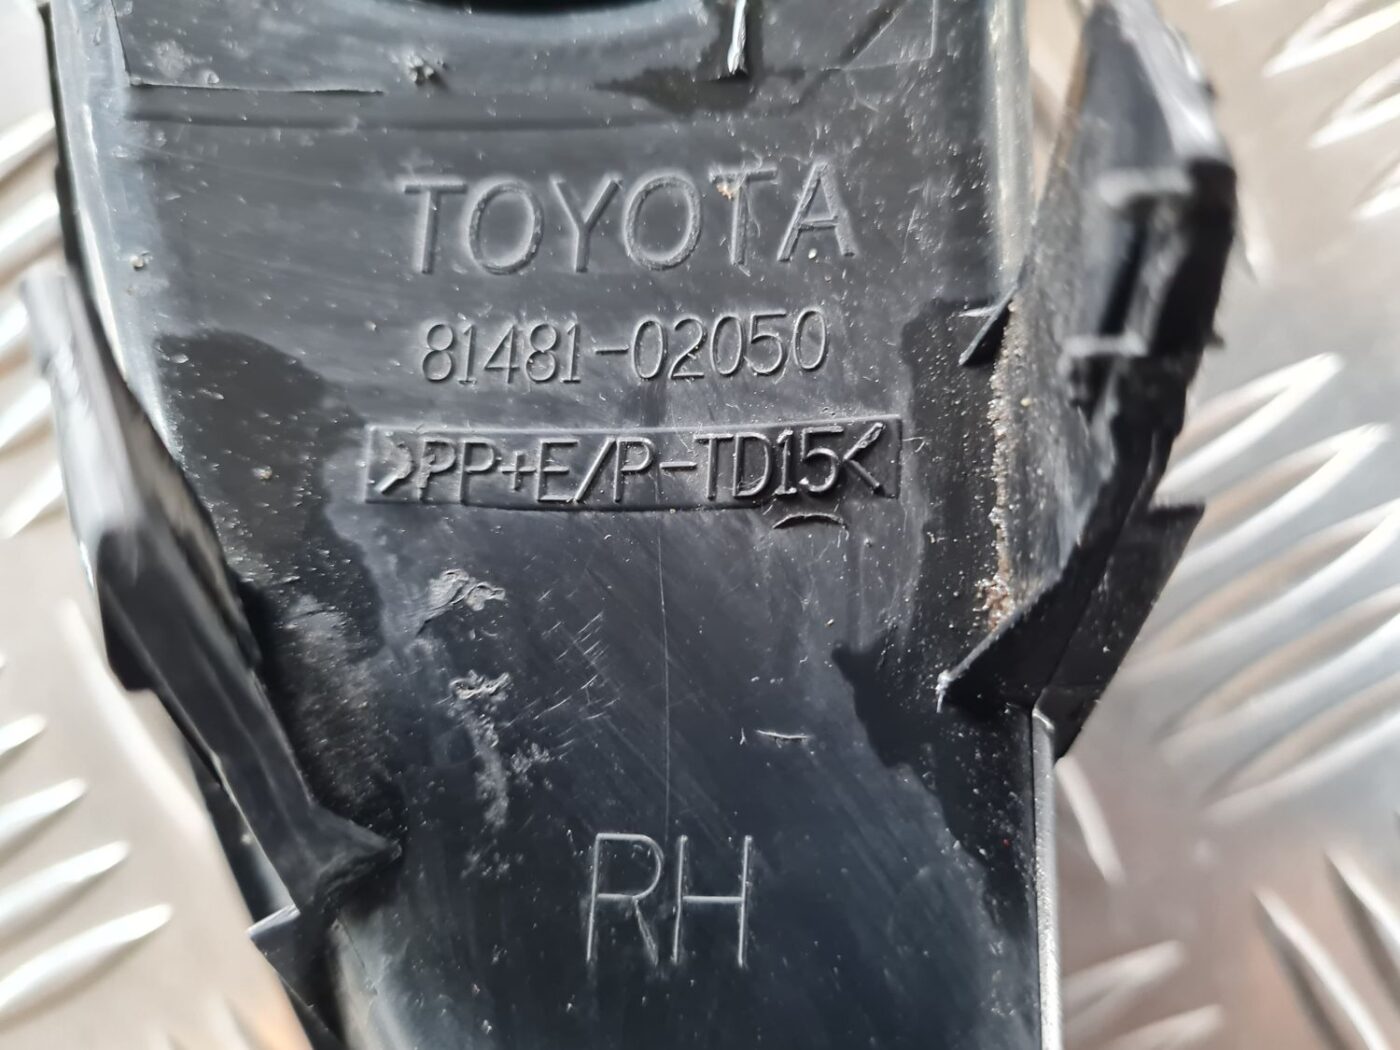 TOYOTA
81481-02050
>PP+E/P-TD15<
RH